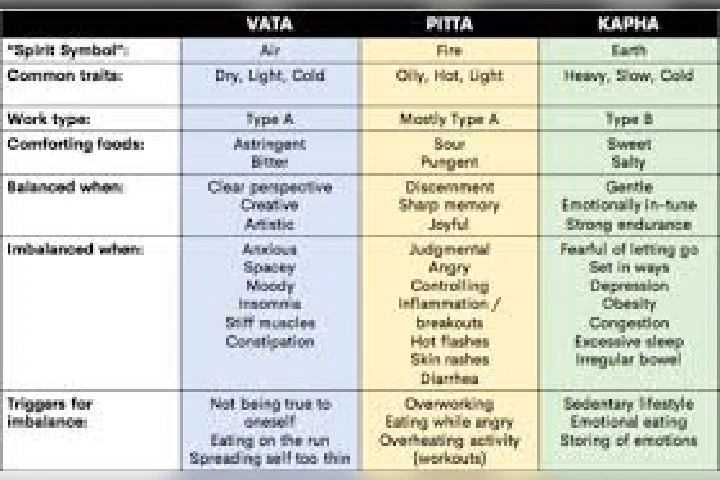 VATA PITTA KAPHA
"Spirit Symbol": Air Fire Earth
Common traits: Dry, Light, Cold Oily, Hot, Light Heavy, Slow, Cold
Work type: Type A Mostly Type A Type B
Comforting foods: Astringent Sour Sweet
Bitter Pungent Salty
Balanced when: Clear perspective Discernment Gentle
Creative Sharp memory Emotionally in-tune
Artistic Joyful Strong endurance
Imbalanced when: Anxious Judgmental Fearful of letting go
Spacey Angry Set in ways
Moody Controlling Depression
Insomnia Inflammation / Obesity
Stiff muscles breakouts Congestion
Constipation Hot flashes Excessive sleep
Skin rashes Irregular bowel
Diarrhea
Triggers for Not being true to Overworking Sedentary lifestyle
imbalance: oneself Eating while angry Emotional eating
Eating on the run Overheating activity Storing of emotions
Spreading self too thin (workouts)